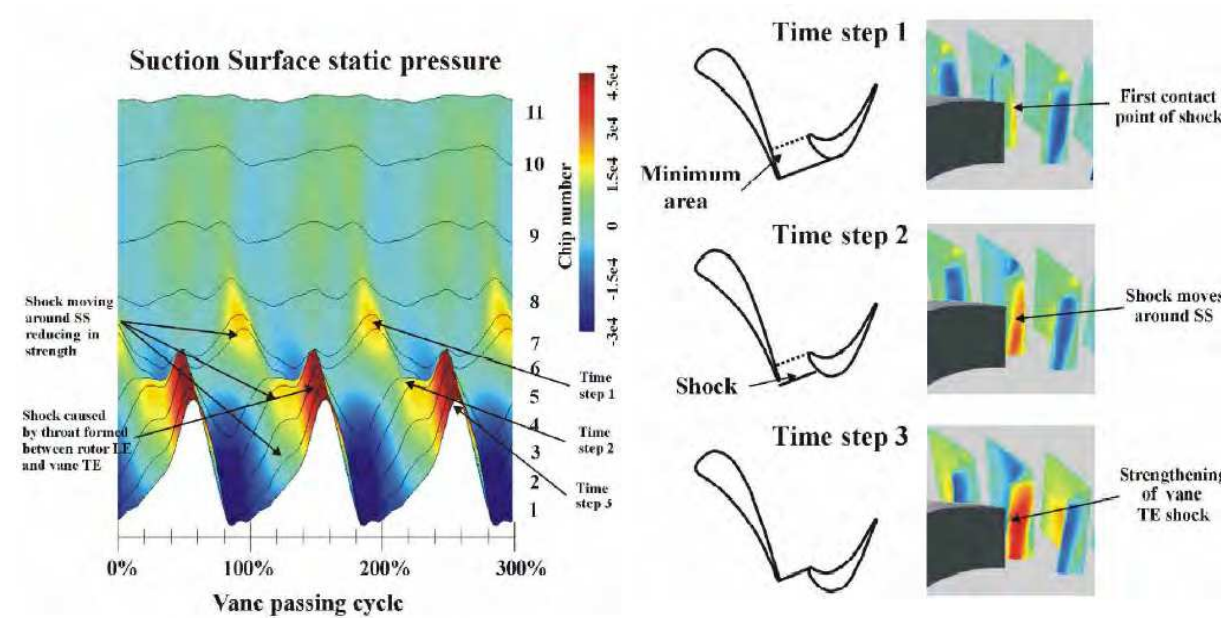 Suction Surface static pressure
4.5e4
3e4
1.5e4
0
-1.5e4
-3e4
Chip number
11
10
9
8
7
6
5
4
3
2
1
Shock moving
around SS
reducing in
strength
Shock caused
by throat formed
between rotor LE
and vane TE
Time
step 1
Time
step 2
Time
step 3
0%
100%
200%
300%
Vane passing cycle
Time step 1
Minimum
area
First contact
point of shock
Time step 2
Shock
Shock moves
around SS
Time step 3
Strengthening
of vane
TE shock